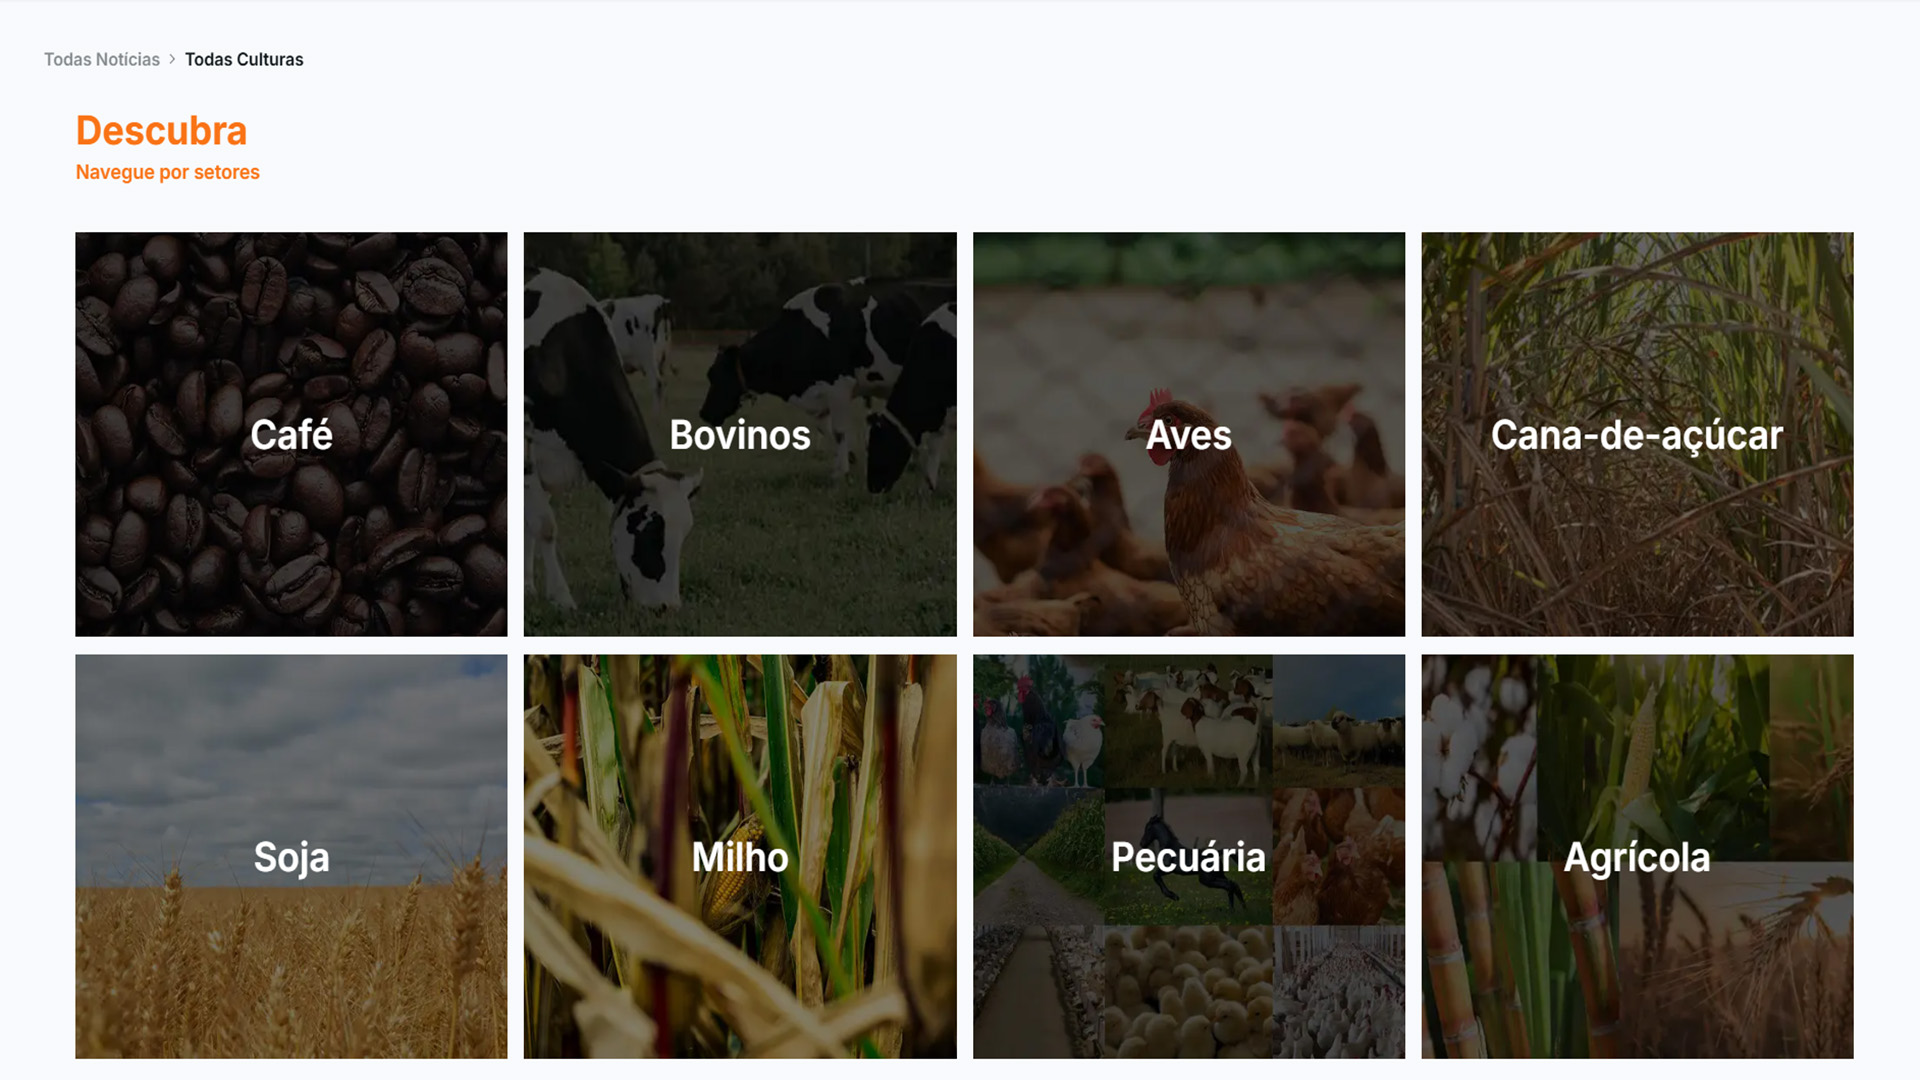 Todas Notícias > Todas Culturas
Descubra
Navegue por setores
Café
Bovinos
Aves
Cana-de-açúcar
Soja
Milho
Pecuária
Agrícola